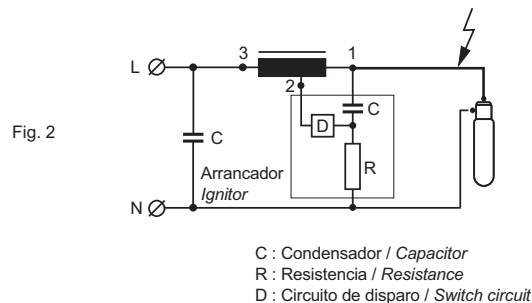 3
1
L
2
C
D
C
Fig. 2
Arrancador
Ignitor
R
N
C : Condensador / Capacitor
R : Resistencia / Resistance
D : Circuito de disparo / Switch circuit